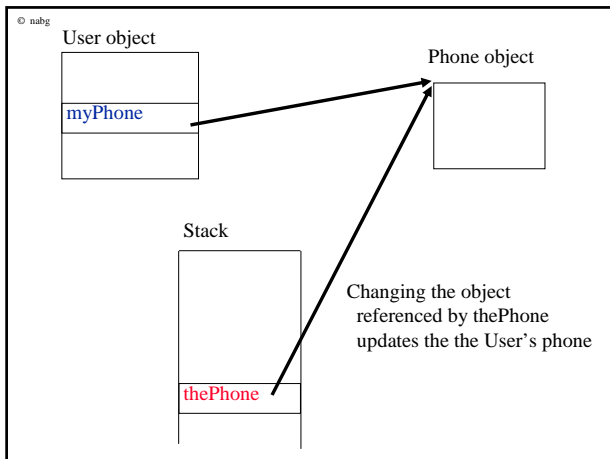 © nabg
User object
Phone object
myPhone
Stack
Changing the object
referenced by thePhone
updates the the User's phone
thePhone